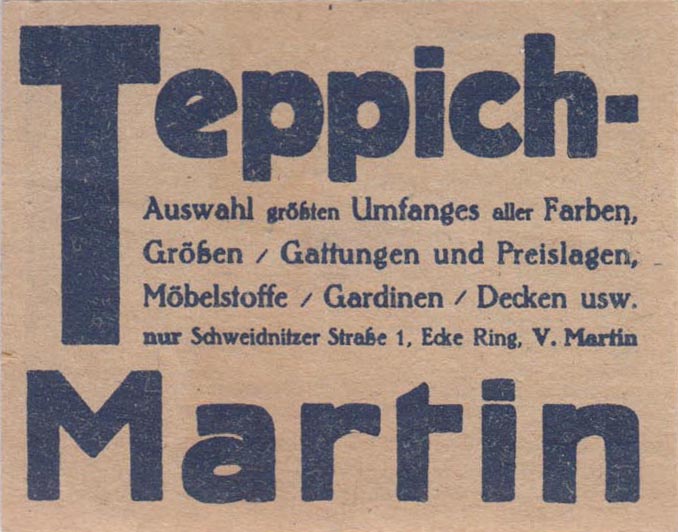 Teppich-
Auswahl größten Umfanges aller Farben,
Größen / Gattungen und Preislagen,
Möbelstoffe / Gardinen / Decken usw.
nur Schweidnitzer Straße 1, Ecke Ring, V. Martin
Martin